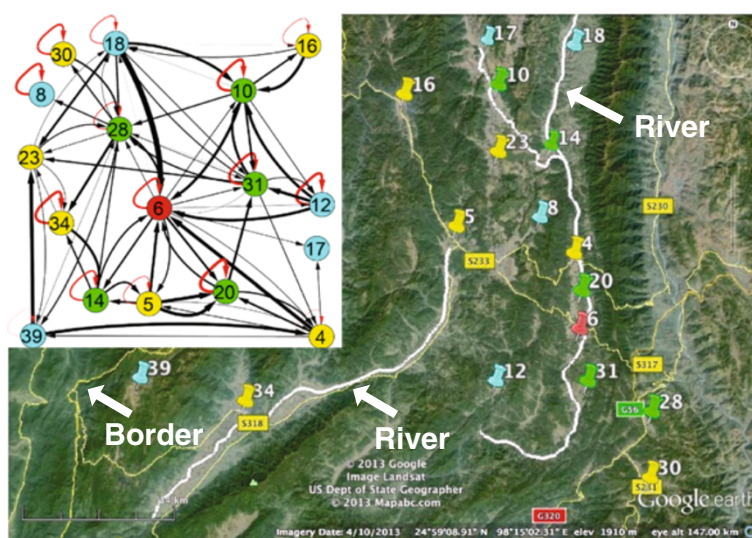 18
16
30
8
10
28
23
31
12
34
6
17
14
5
20
39
4
17
18
10
16
River
23
14
5
8
S230
4
S233
20
6
39
12
S317
34
31
28
G56
Border
S318
River
30
S231
© 2013 Google
Image Landsat
US Dept of State Geographer
© 2013 Mapabc.com
Google earth
G320
Imagery Date: 4/10/2013 24°59'08.91" N 98°15'02.31" E elev 1910 m eye alt 147.00 km